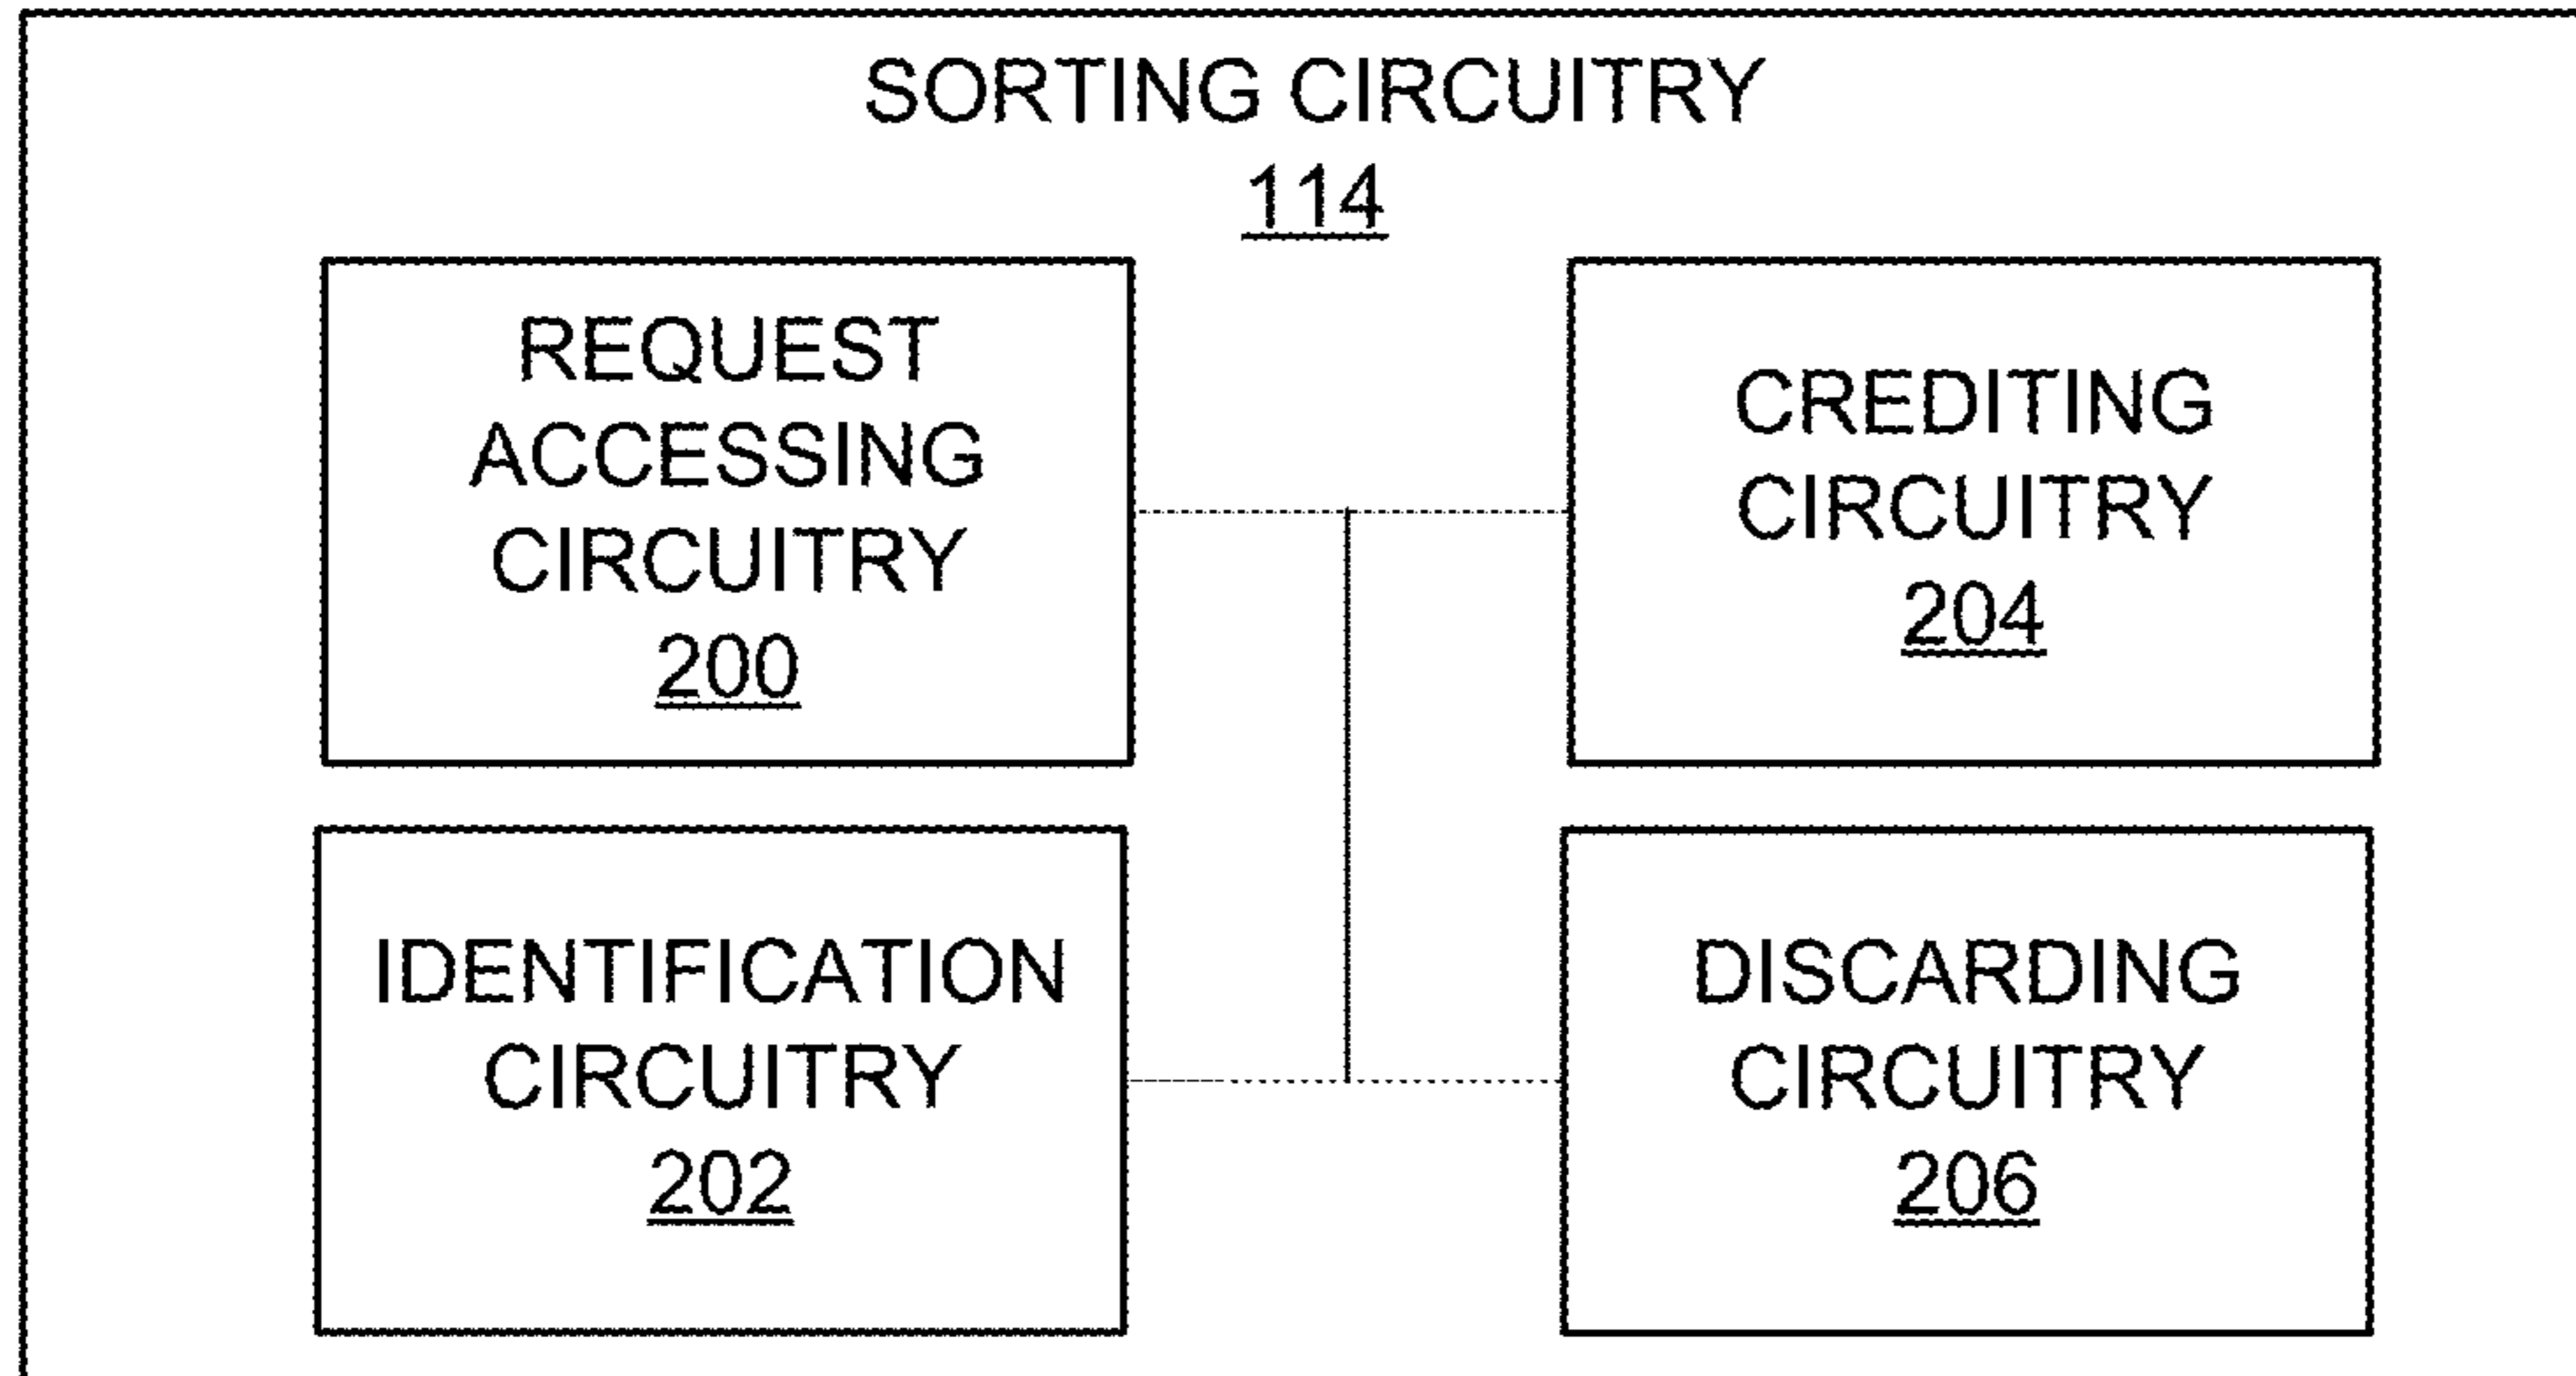 SORTING CIRCUITRY
114
REQUEST
ACCESSING
CIRCUITRY
200
CREDITING
CIRCUITRY
204
IDENTIFICATION
CIRCUITRY
202
DISCARDING
CIRCUITRY
206